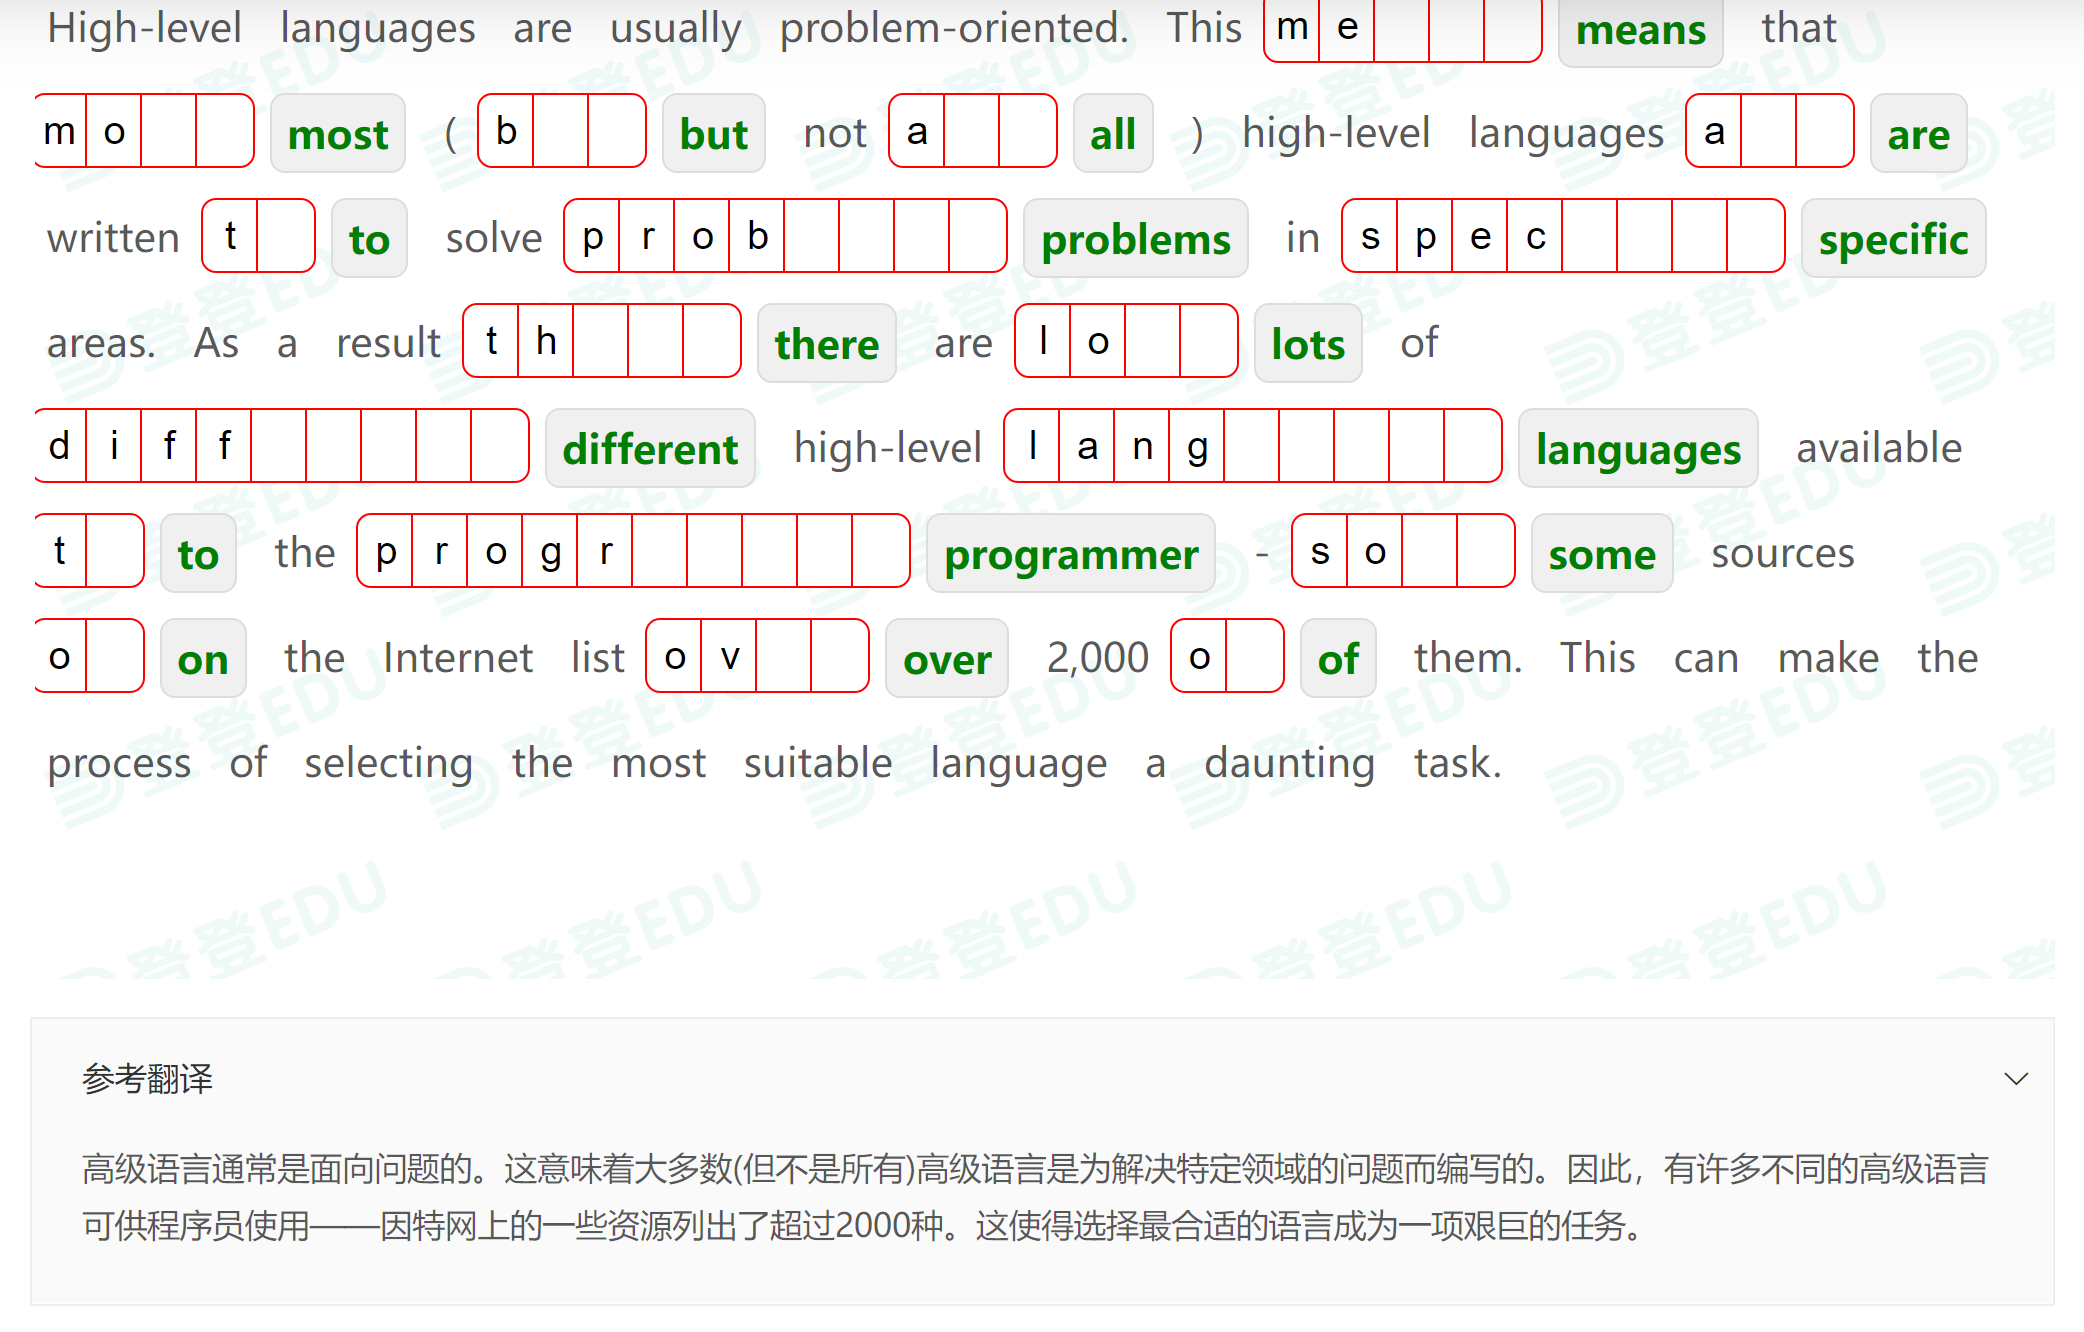 High-level languages are usually problem-oriented. This m e means that
m o most ( b but not a all ) high-level languages a are
written t to solve p r o b problems in s p e c specific
areas. As a result t h there are l o lots of
d i f f different high-level l a n g languages available
t to the p r o g r programmer - s o some sources
o on the Internet list o v over 2,000 o of them. This can make the
process of selecting the most suitable language a daunting task.
参考翻译
高级语言通常是面向问题的。这意味着大多数(但不是所有)高级语言是为解决特定领域的问题而编写的。因此，有许多不同的高级语言
可供程序员使用——因特网上的一些资源列出了超过2000种。这使得选择最合适的语言成为一项艰巨的任务。